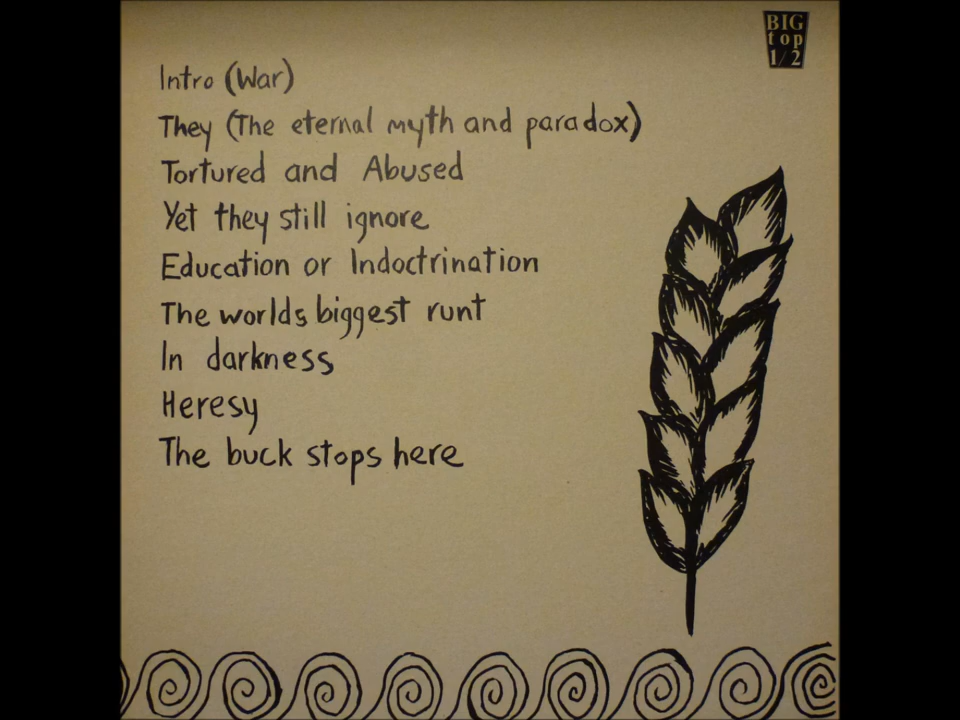 BIG
top
1/2
Intro (War)
They (The eternal myth and paradox)
Tortured and Abused
Yet they still ignore
Education or Indoctrination
The worlds biggest runt
In darkness
Heresy
The buck stops here